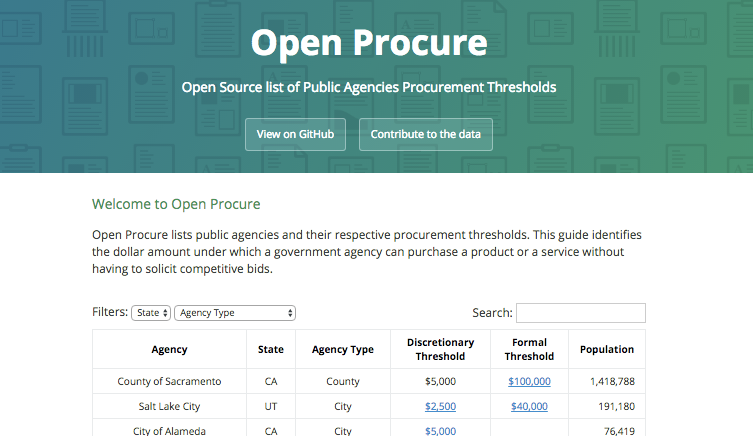 Open Procure
Open Source list of Public Agencies Procurement Thresholds
View on GitHub Contribute to the data
Welcome to Open Procure
Open Procure lists public agencies and their respective procurement thresholds. This guide identifies
the dollar amount under which a government agency can purchase a product or a service without
having to solicit competitive bids.
Filters: State Agency Type Search:
Agency State Agency Type Discretionary Threshold Formal Threshold Population
County of Sacramento CA County $5,000 $100,000 1,418,788
Salt Lake City UT City $2,500 $40,000 191,180
City of Alameda CA City $5,000 76,419